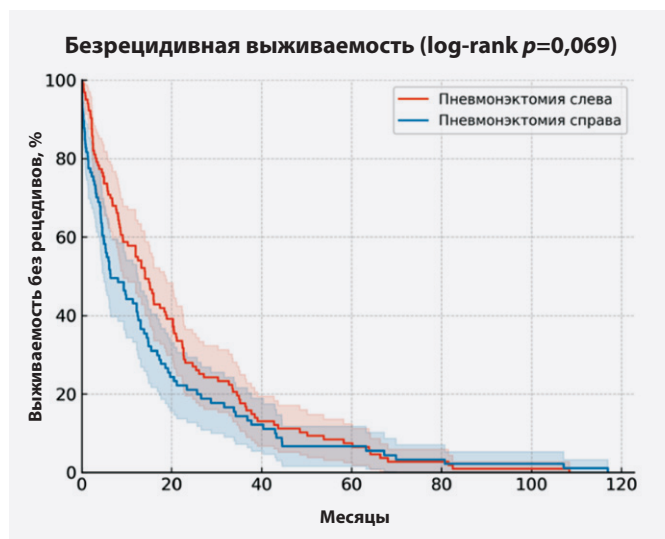 Безрецидивная выживаемость (log-rank p=0,069)
Пневмонэктомия слева
Пневмонэктомия справа
Выживаемость без рецедивов, %
100
80
60
40
20
0
0 20 40 60 80 100 120
Месяцы